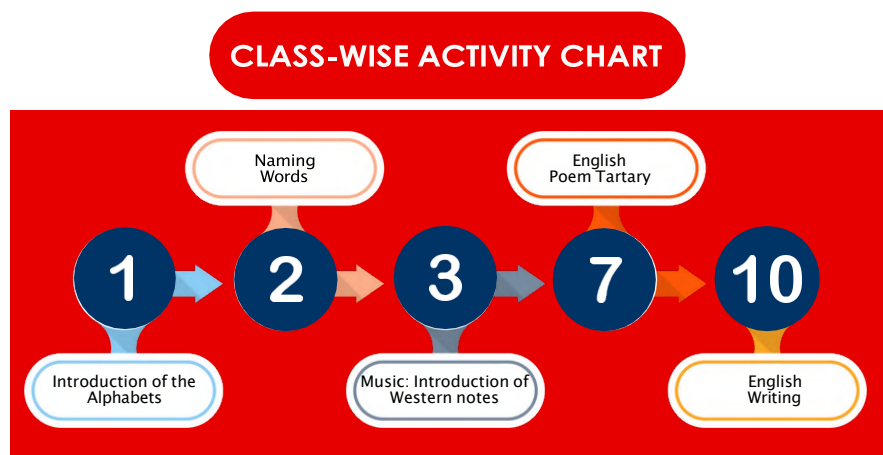 CLASS-WISE ACTIVITY CHART
Naming
Words
English
Poem Tartary
1
2
3
7
10
Introduction of the
Alphabets
Music: Introduction of
Western notes
English
Writing